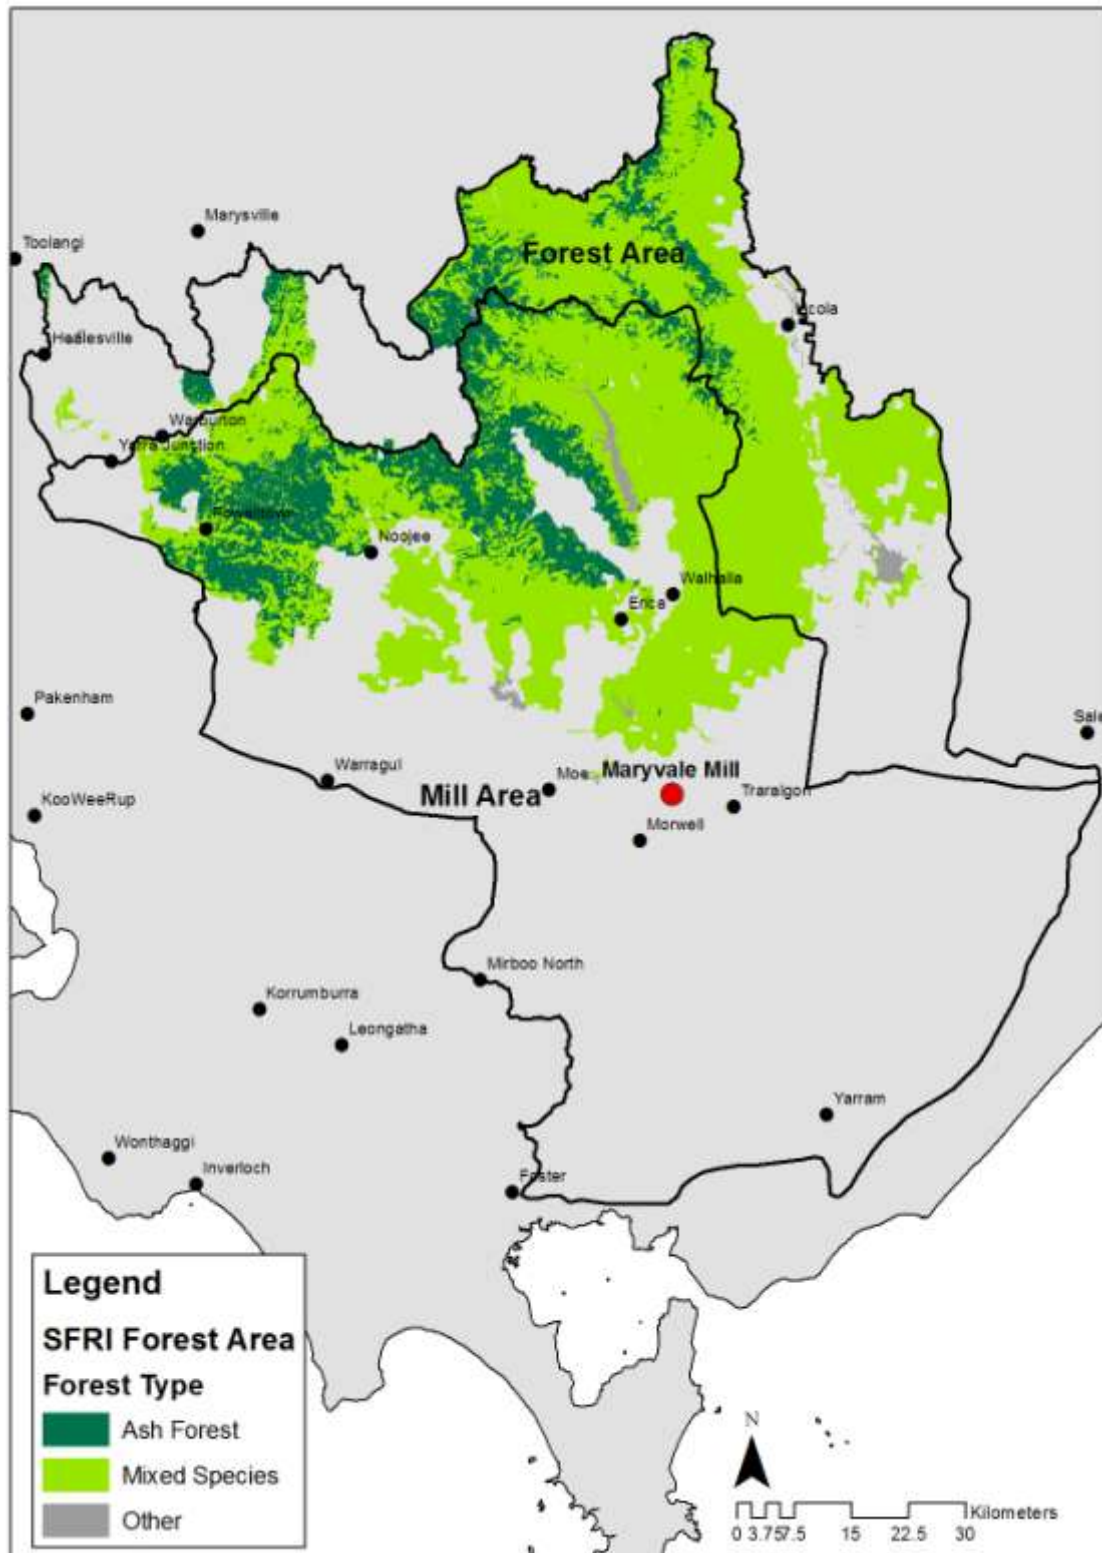 Marysville
Toolangi
Forest Area
Licola
Healesville
Warburton
Yarra Junction
Powelltown
Noojee
Walhalla
Erica
Pakenham
Sale
Warragul
Moe
Maryvale Mill
Mill Area
Traralgon
KooWeeRup
Morwell
Mirboo North
Korrumburra
Leongatha
Yarram
Wonthaggi
Inverloch
Foster
Legend
SFRI Forest Area
Forest Type
Ash Forest
Mixed Species
Other
N
Kilometers
0 3.75 7.5 15 22.5 30